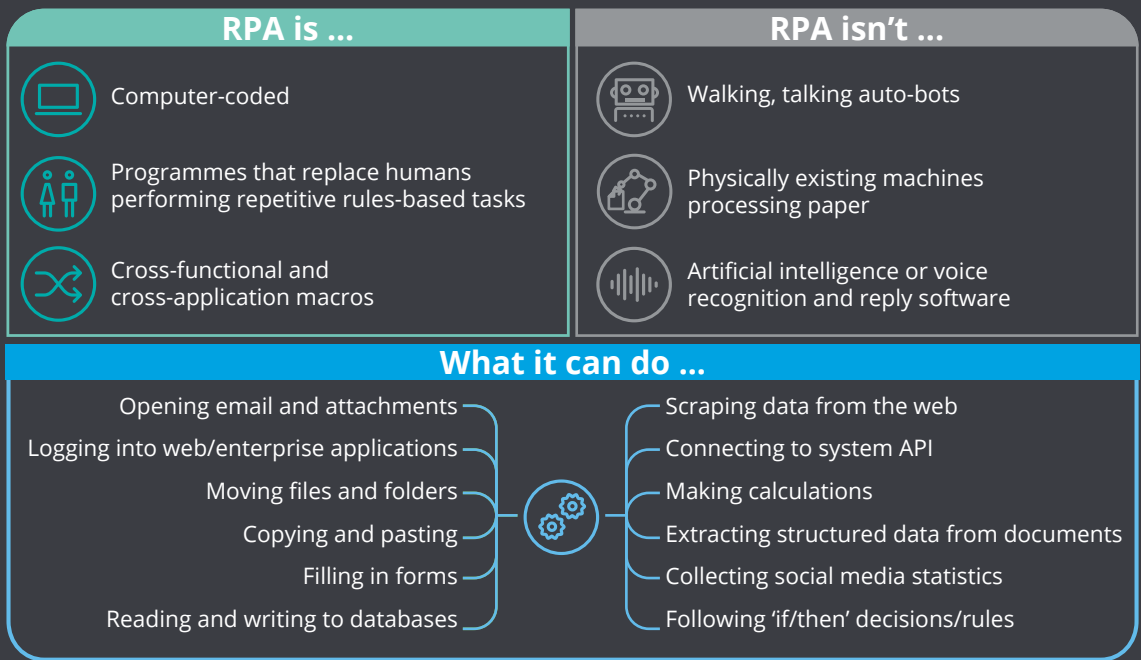 RPA is ...
Computer-coded
Programmes that replace humans
performing repetitive rules-based tasks
Cross-functional and
cross-application macros
RPA isn’t ...
Walking, talking auto-bots
Physically existing machines
processing paper
Artificial intelligence or voice
recognition and reply software
What it can do ...
Opening email and attachments
Logging into web/enterprise applications
Moving files and folders
Copying and pasting
Filling in forms
Reading and writing to databases
Scraping data from the web
Connecting to system API
Making calculations
Extracting structured data from documents
Collecting social media statistics
Following ‘if/then’ decisions/rules